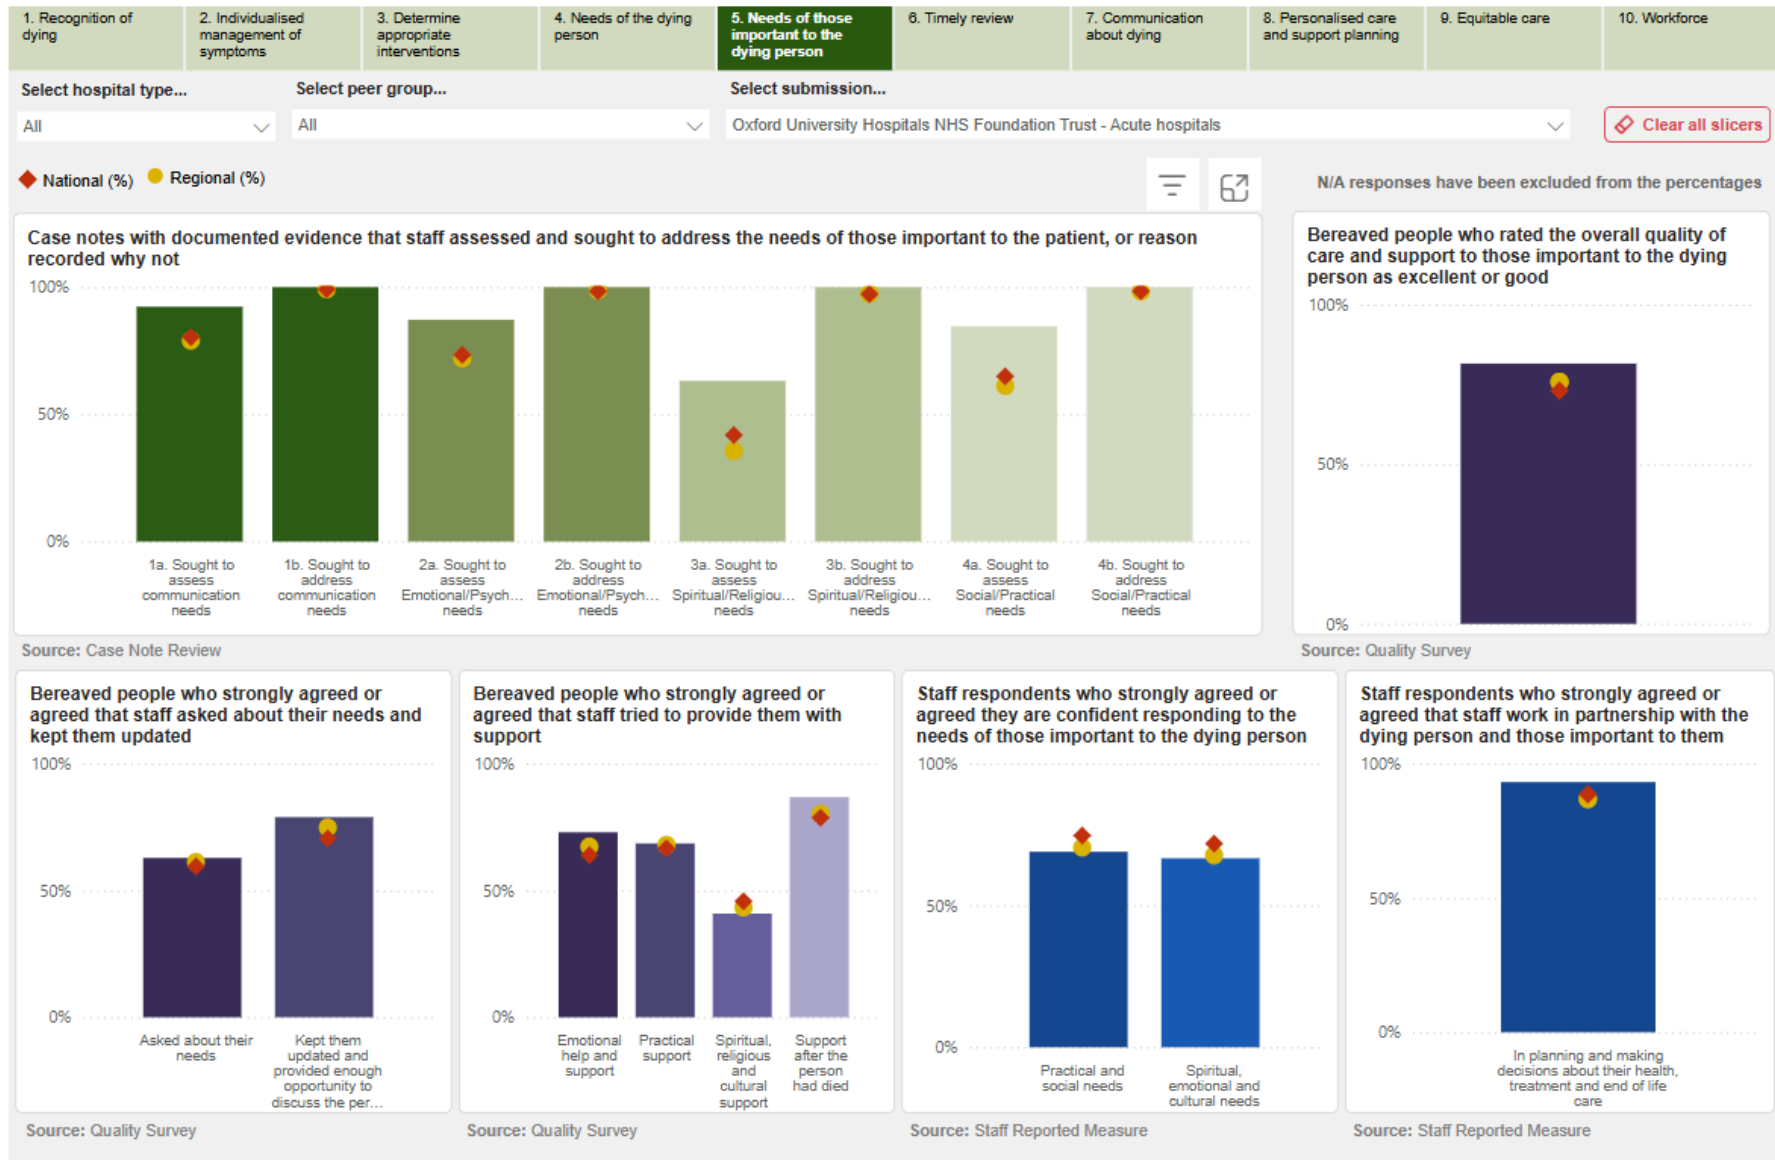 1. Recognition of
dying
2. Individualised
management of
symptoms
3. Determine
appropriate
interventions
4. Needs of the dying
person
5. Needs of those
important to the
dying person
6. Timely review
7. Communication
about dying
8. Personalised care
and support planning
9. Equitable care
10. Workforce
Select hospital type...
Select peer group...
Select submission...
All
All
Oxford University Hospitals NHS Foundation Trust - Acute hospitals
Clear all slicers
National (%)
Regional (%)
N/A responses have been excluded from the percentages
Case notes with documented evidence that staff assessed and sought to address the needs of those important to the patient, or reason
recorded why not
100%
50%
0%
1a. Sought to
assess
communication
needs
1b. Sought to
address
communication
needs
2a. Sought to
assess
Emotional/Psych...
needs
2b. Sought to
address
Emotional/Psych...
needs
3a. Sought to
assess
Spiritual/Religiou...
needs
3b. Sought to
address
Spiritual/Religiou...
needs
4a. Sought to
assess
Social/Practical
needs
4b. Sought to
address
Social/Practical
needs
Source: Case Note Review
Bereaved people who rated the overall quality of
care and support to those important to the dying
person as excellent or good
100%
50%
0%
Source: Quality Survey
Bereaved people who strongly agreed or
agreed that staff asked about their needs and
kept them updated
100%
50%
0%
Asked about their
needs
Kept them
updated and
provided enough
opportunity to
discuss the per...
Source: Quality Survey
Bereaved people who strongly agreed or
agreed that staff tried to provide them with
support
100%
50%
0%
Emotional
help and
support
Practical
support
Spiritual,
religious
and
cultural
support
Support
after the
person
had died
Source: Quality Survey
Staff respondents who strongly agreed or
agreed they are confident responding to the
needs of those important to the dying person
100%
50%
0%
Practical and
social needs
Spiritual,
emotional and
cultural needs
Source: Staff Reported Measure
Staff respondents who strongly agreed or
agreed that staff work in partnership with the
dying person and those important to them
100%
50%
0%
In planning and making
decisions about their health,
treatment and end of life
care
Source: Staff Reported Measure